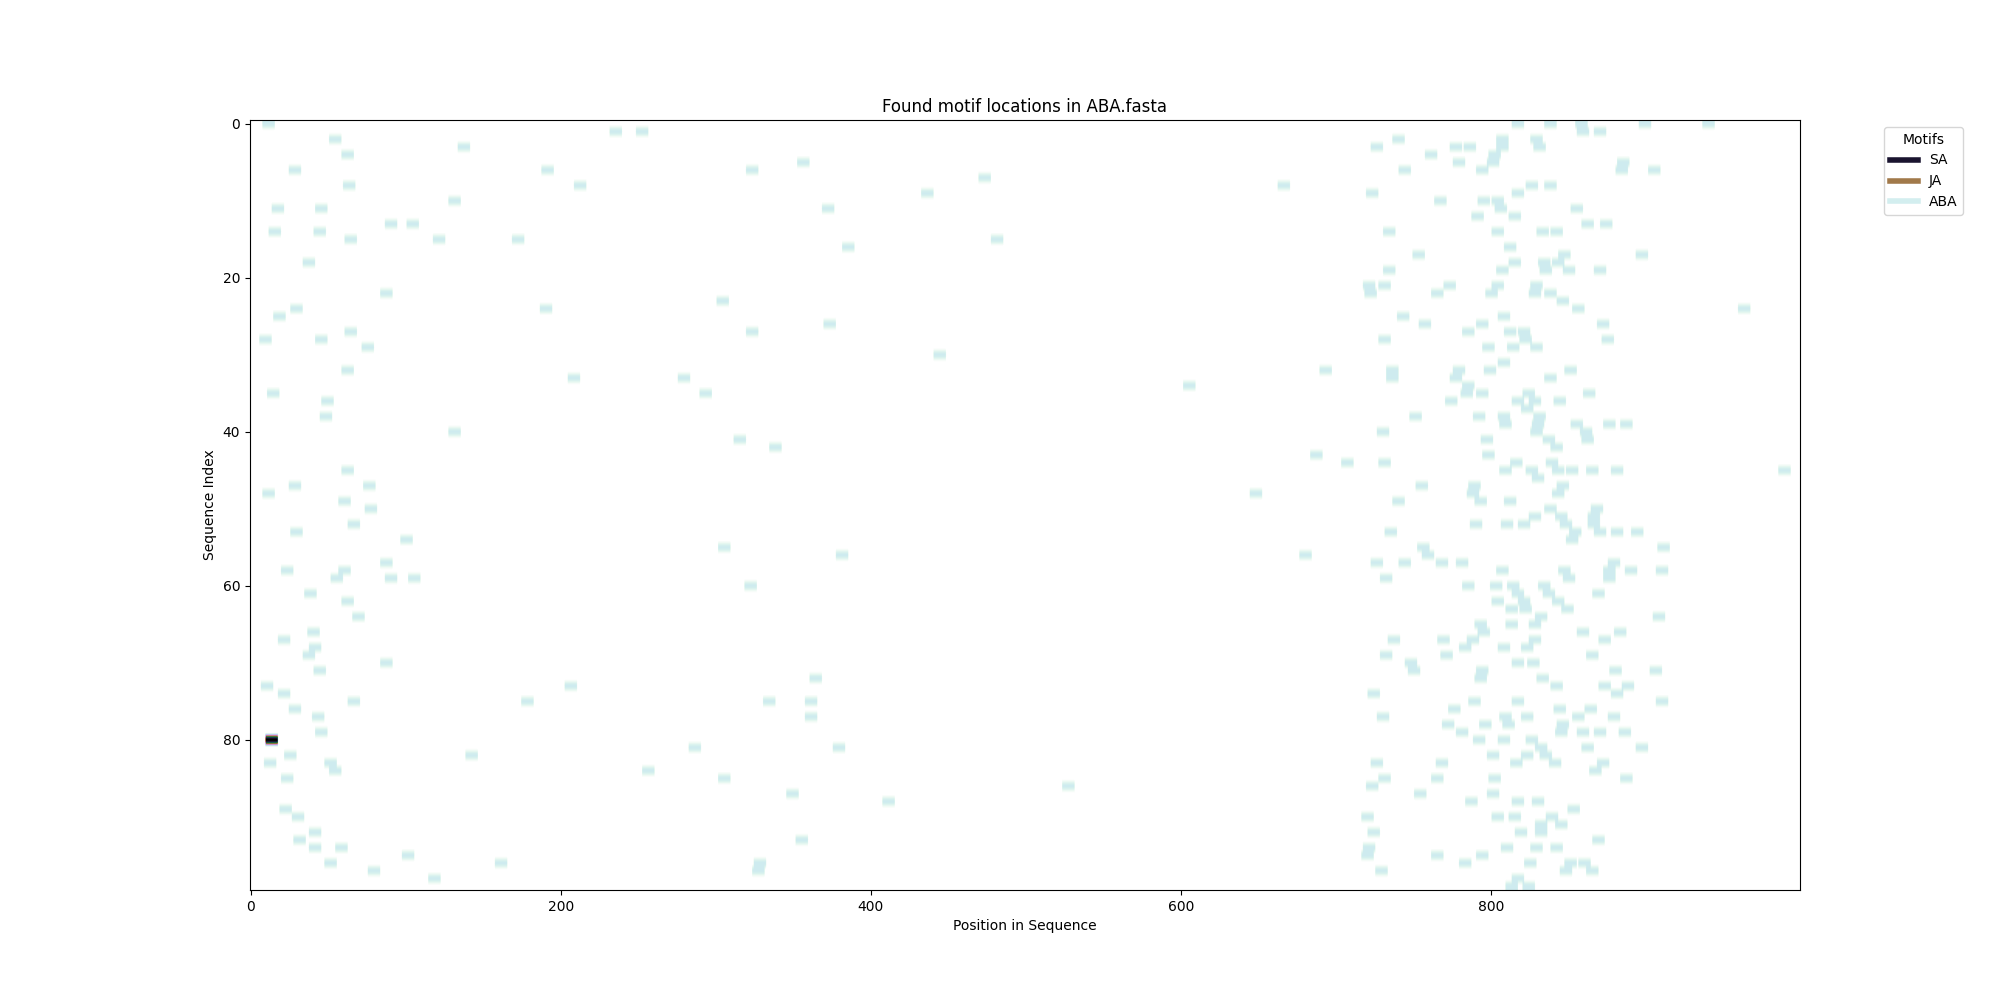 Found motif locations in ABA.fasta
Motifs
SA
JA
ABA
0
20
40
60
80
Sequence Index
0 200 400 600 800
Position in Sequence